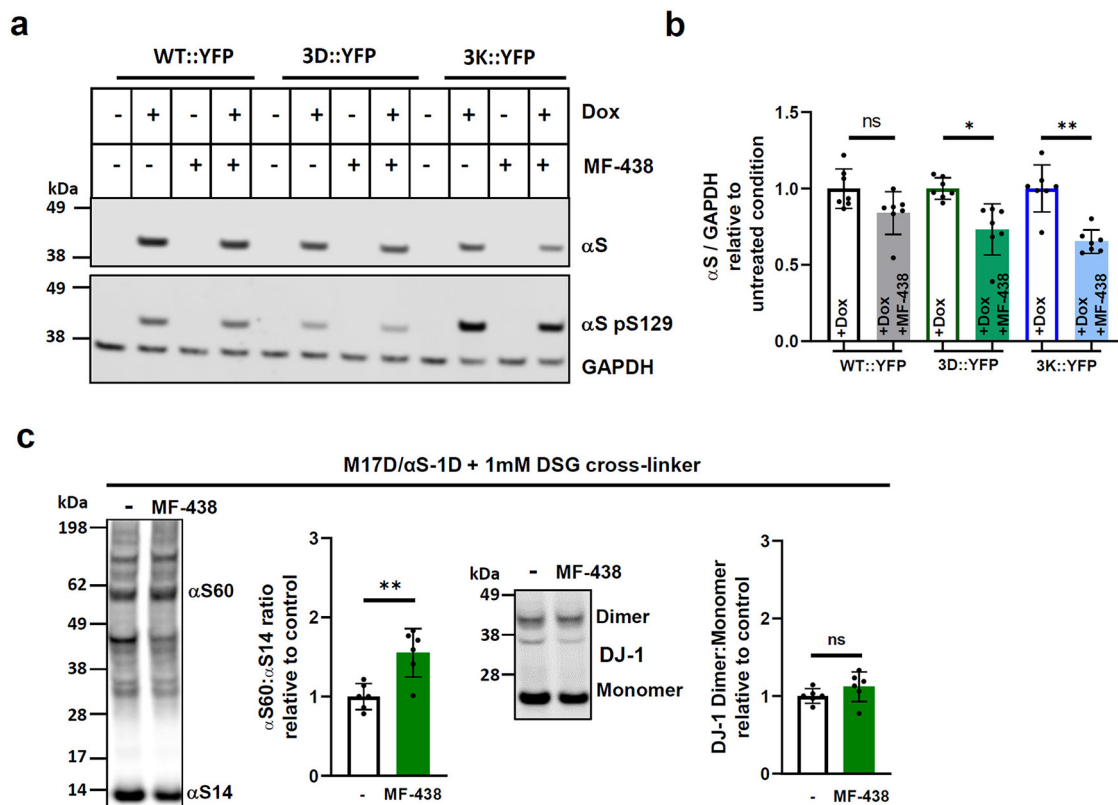 a
WT::YFP 3D::YFP 3K::YFP
- + - + - + - + - + - + Dox
- - + + - - + + - - + + MF-438
kDa
49
38
αS
49
38
αS pS129
GAPDH
b
αS / GAPDH
relative to
untreated condition
1.5
1.0
0.5
0.0
ns * **
+Dox
+Dox
+MF-438
+Dox
+Dox
+MF-438
+Dox
+Dox
+MF-438
WT::YFP 3D::YFP 3K::YFP
c
M17D/αS-1D + 1mM DSG cross-linker
kDa - MF-438
198
62
49
38
28
17
14
αS60
αS14
αS60:αS14 ratio
relative to control
3
2
1
0
**
- MF-438
kDa - MF-438
49
38
28
Dimer
DJ-1
Monomer
DJ-1 Dimer:Monomer
relative to control
3
2
1
0
ns
- MF-438